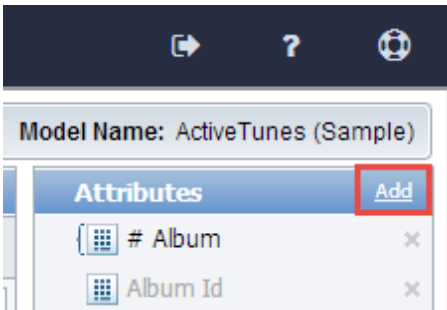 ?
Model Name: ActiveTunes (Sample)
Attributes Add
# Album
Album Id